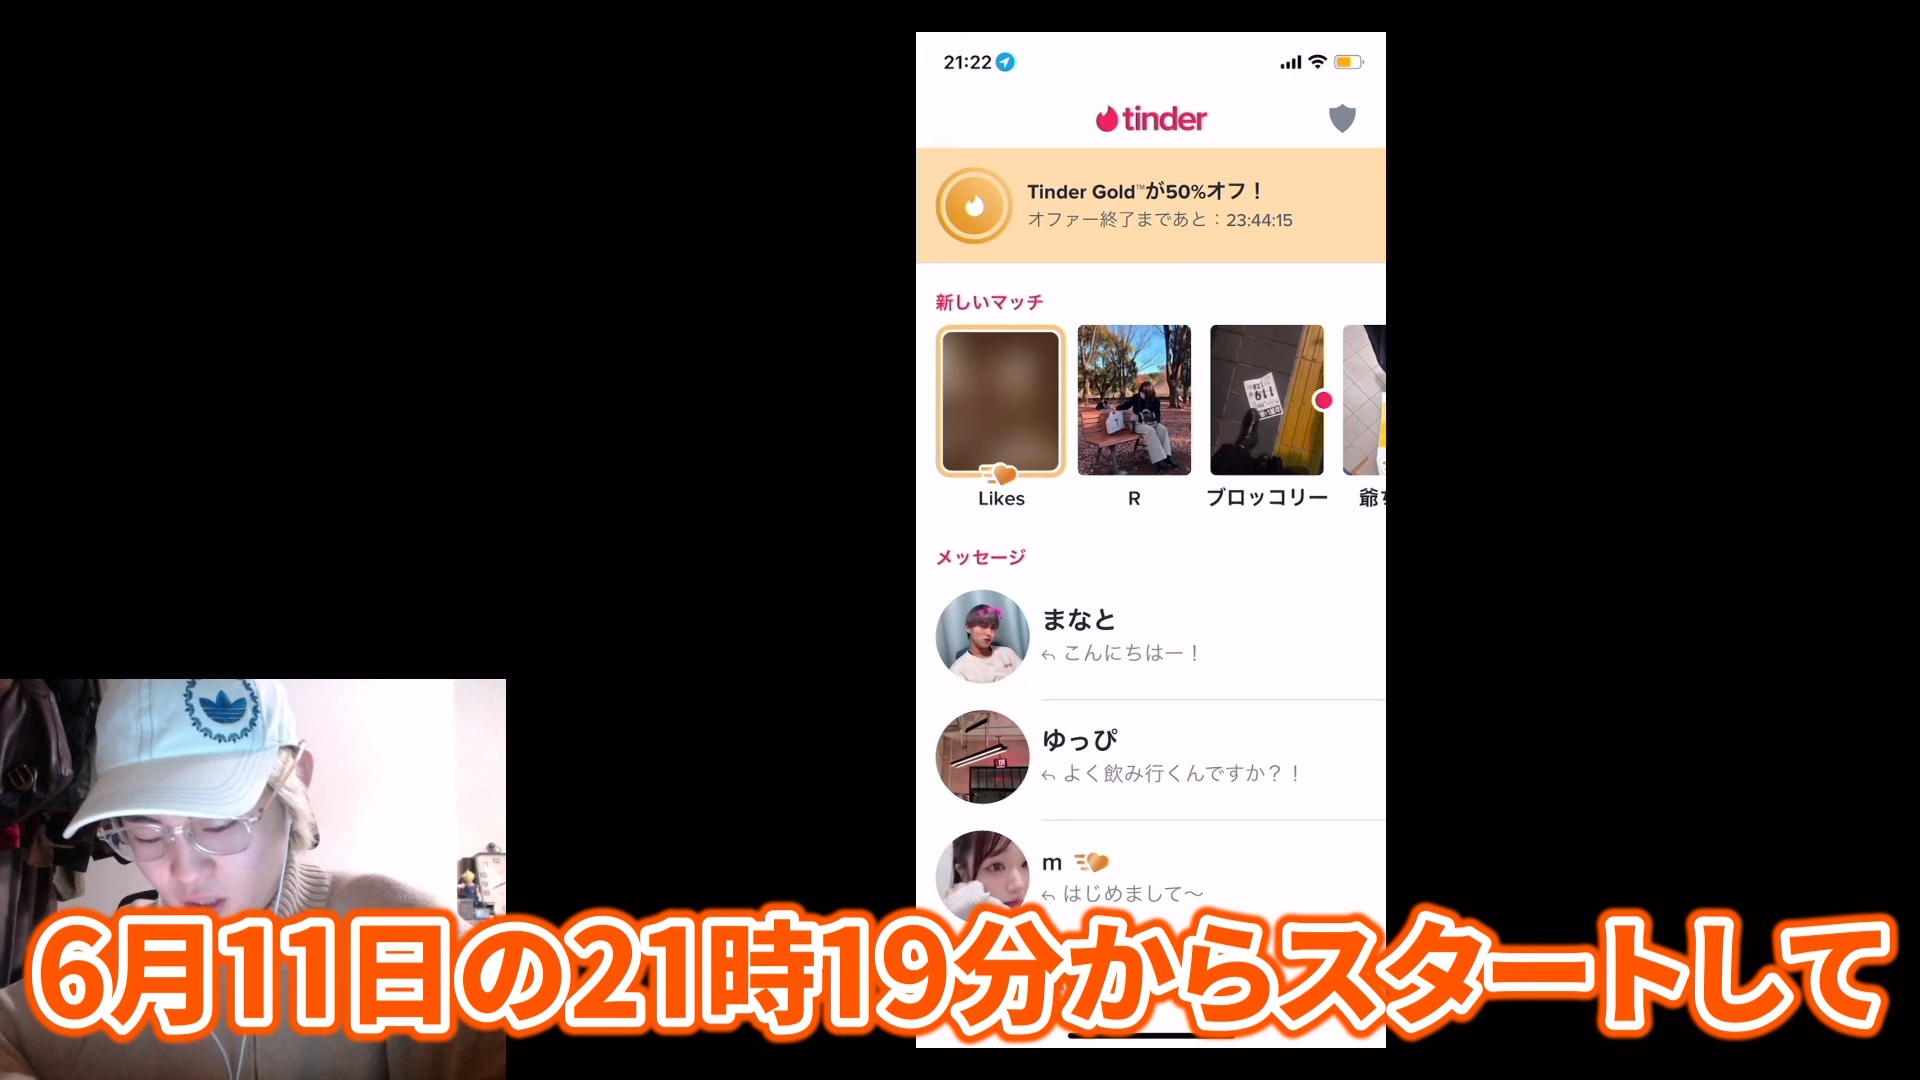 21:22
tinder
Tinder Gold™が50%オフ！
オファー終了まであと：23:44:15
新しいマッチ
Likes
R
ブロッコリー
メッセージ
まなと
こんにちはー！
ゆっぴ
よく飲み行くんですか？！
m
はじめまして〜
6月11日の21時19分からスタートして